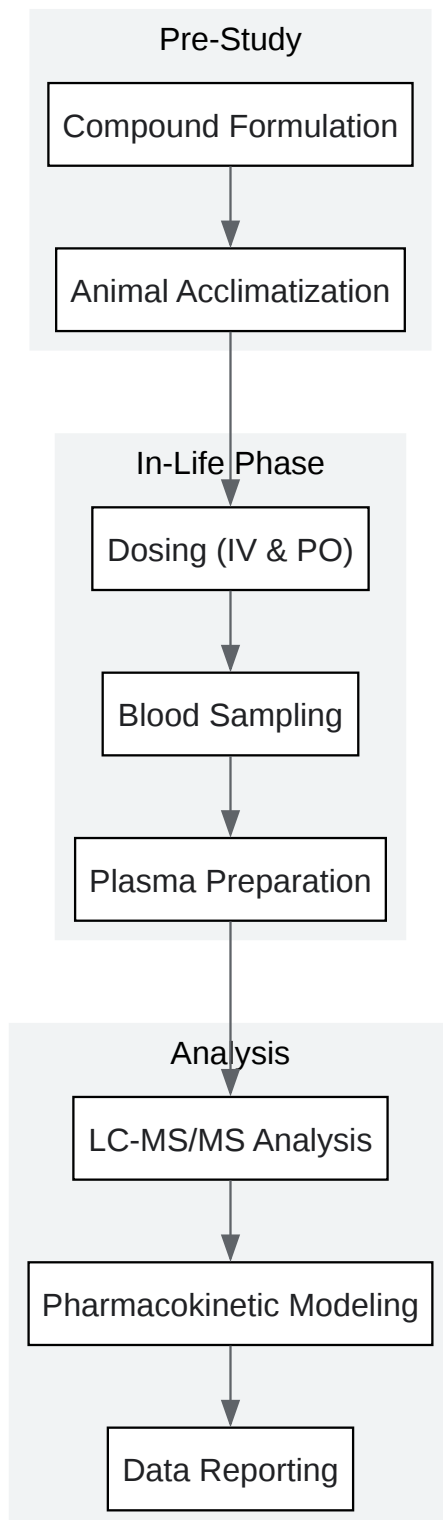 Pre-Study
Compound Formulation
Animal Acclimatization
In-Life Phase
Dosing (IV & PO)
Blood Sampling
Plasma Preparation
Analysis
LC-MS/MS Analysis
Pharmacokinetic Modeling
Data Reporting